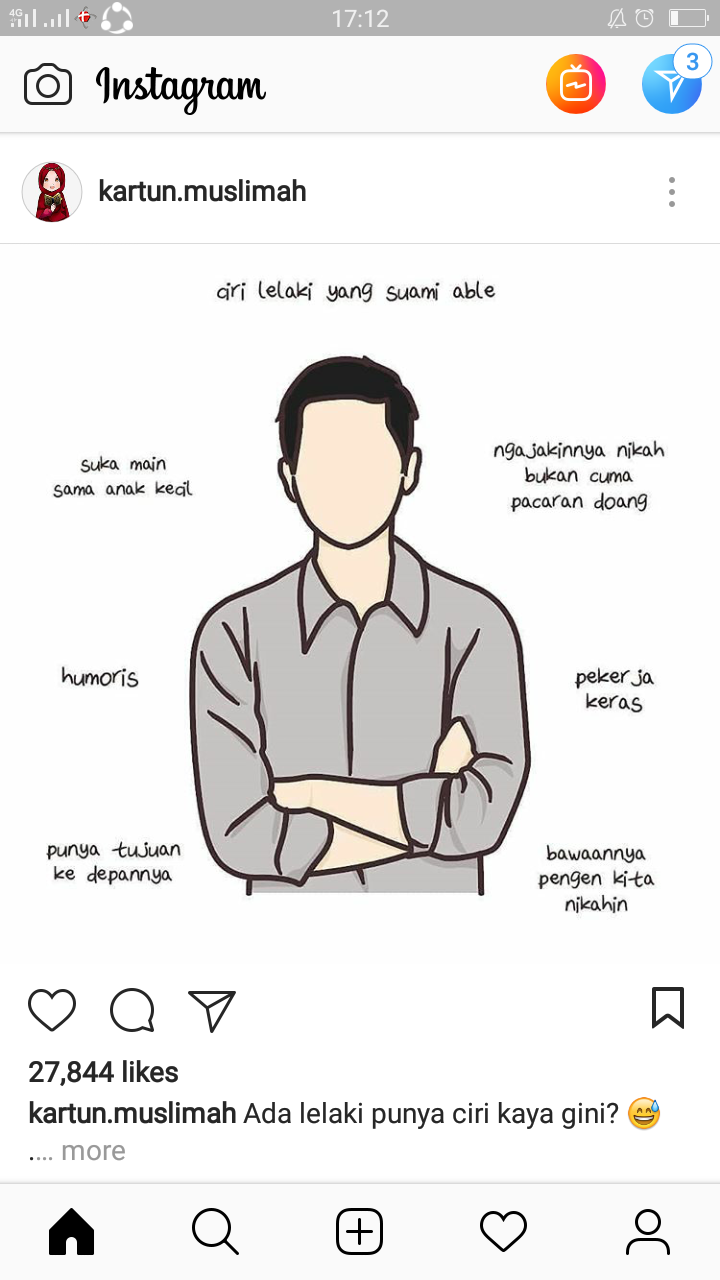 4G
17:12
Instagram
3
kartun.muslimah
ciri lelaki yang suami able
suka main
sama anak kecil
ngajakinnya nikah
bukan cuma
pacaran doang
humoris
pekerja
keras
punya tujuan
ke depannya
bawaannya
pengen kita
nikahin
27,844 likes
kartun.muslimah Ada lelaki punya ciri kaya gini? 😅
.... more